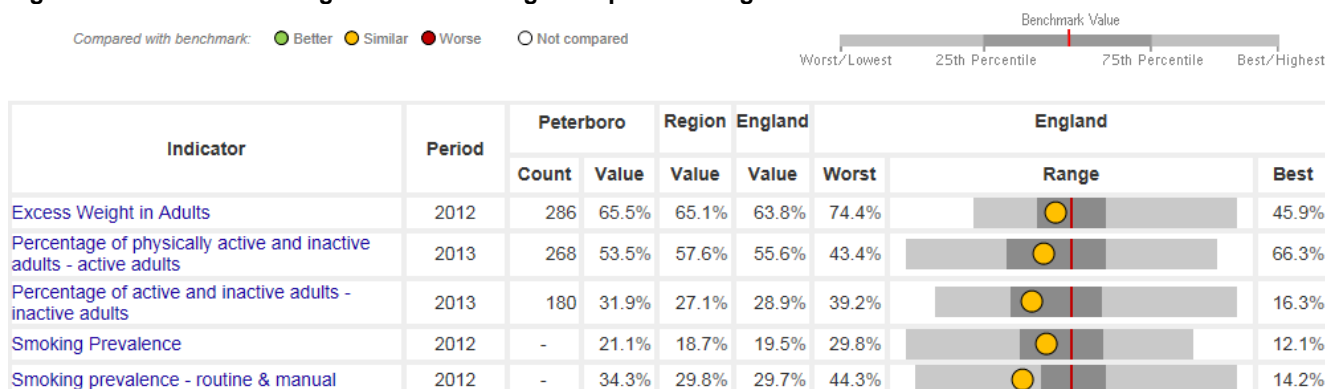 Compared with benchmark: Better Similar Worse Not compared
Benchmark Value
Worst/Lowest 25th Percentile 75th Percentile Best/Highest
Indicator Period Peterboro Region England England
Count Value Value Value Worst Range Best
Excess Weight in Adults 2012 286 65.5% 65.1% 63.8% 74.4% 45.9%
Percentage of physically active and inactive
adults - active adults 2013 268 53.5% 57.6% 55.6% 43.4% 66.3%
Percentage of active and inactive adults -
inactive adults 2013 180 31.9% 27.1% 28.9% 39.2% 16.3%
Smoking Prevalence 2012 - 21.1% 18.7% 19.5% 29.8% 12.1%
Smoking prevalence - routine & manual 2012 - 34.3% 29.8% 29.7% 44.3% 14.2%